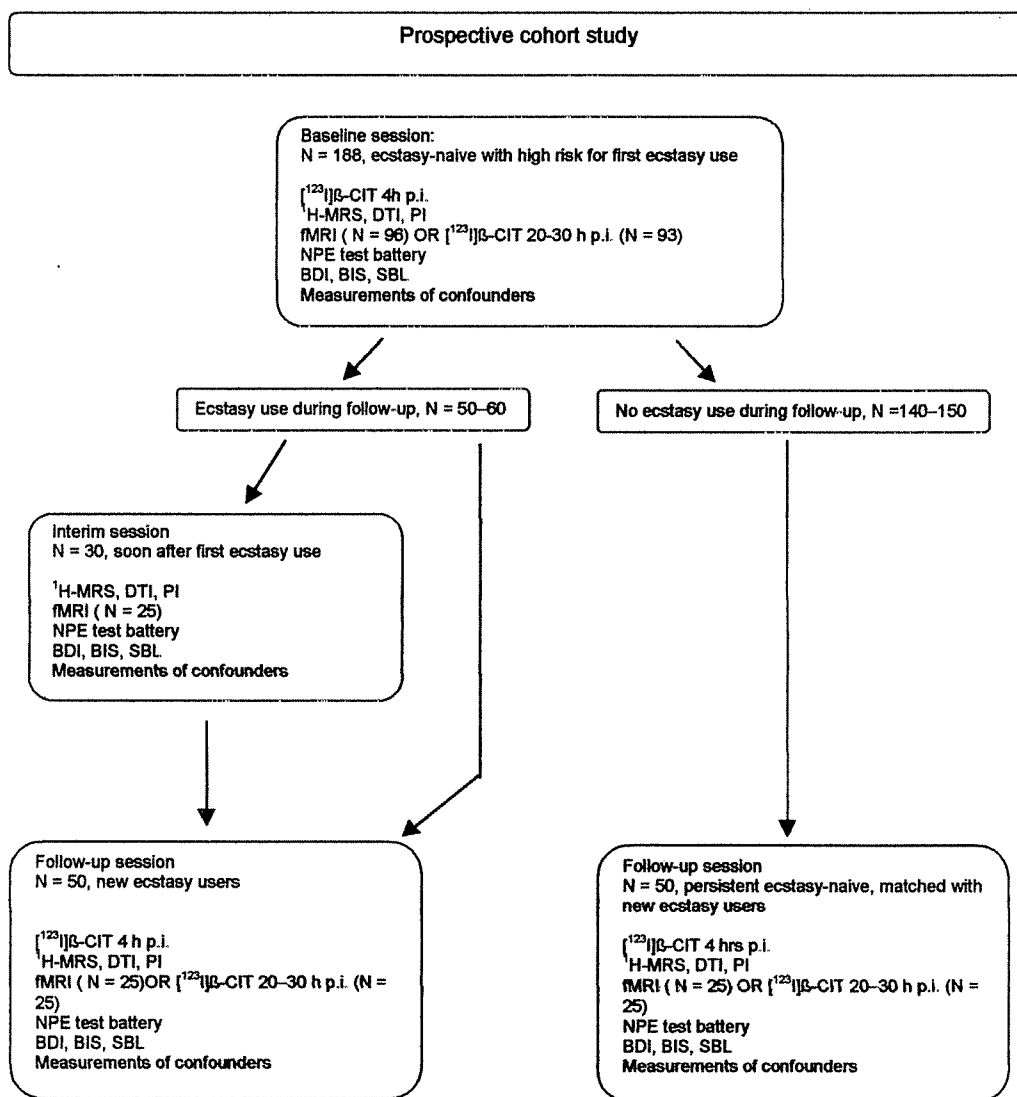 Prospective cohort study
Baseline session:
N = 188, ecstasy-naive with high risk for first ecstasy use
[¹²³I]ß-CIT 4h p.i.
¹H-MRS, DTI, PI
fMRI ( N = 96) OR [¹²³I]ß-CIT 20-30 h p.i. (N = 93)
NPE test battery
BDI, BIS, SBL
Measurements of confounders
Ecstasy use during follow-up, N = 50–60
No ecstasy use during follow-up, N =140–150
Interim session
N = 30, soon after first ecstasy use
¹H-MRS, DTI, PI
fMRI ( N = 25)
NPE test battery
BDI, BIS, SBL
Measurements of confounders
Follow-up session
N = 50, new ecstasy users
[¹²³I]ß-CIT 4 h p.i.
¹H-MRS, DTI, PI
fMRI ( N = 25)OR [¹²³I]ß-CIT 20–30 h p.i. (N =
25)
NPE test battery
BDI, BIS, SBL
Measurements of confounders
Follow-up session
N = 50, persistent ecstasy-naive, matched with
new ecstasy users
[¹²³I]ß-CIT 4 hrs p.i.
¹H-MRS, DTI, PI
fMRI ( N = 25) OR [¹²³I]ß-CIT 20–30 h p.i. (N =
25)
NPE test battery
BDI, BIS, SBL
Measurements of confounders